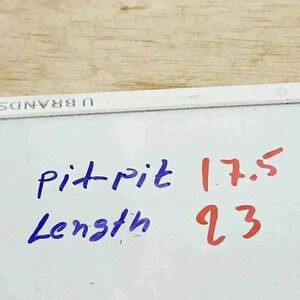 U BRANDS
pit-pit 17.5
Length 23